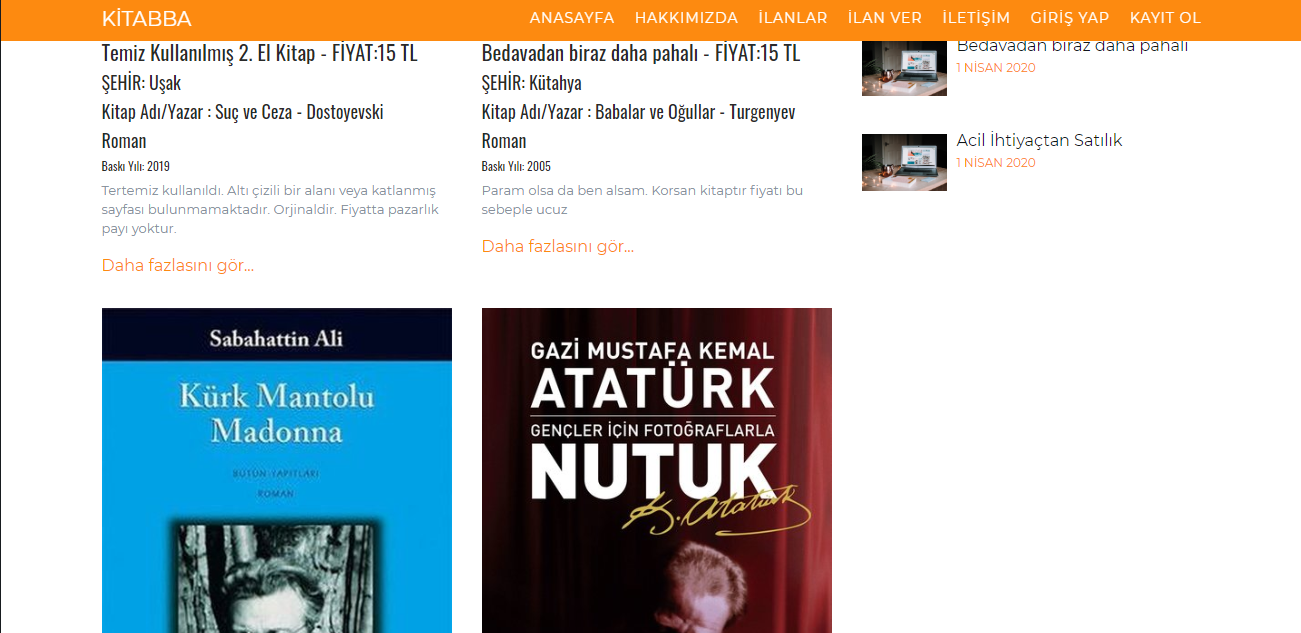 KİTABBA
ANASAYFA HAKKIMIZDA İLANLAR İLAN VER İLETİŞİM GİRİŞ YAP KAYIT OL
Temiz Kullanılmış 2. El Kitap - FİYAT:15 TL
ŞEHİR: Uşak
Kitap Adı/Yazar : Suç ve Ceza - Dostoyevski
Roman
Baskı Yılı: 2019
Tertemiz kullanıldı. Altı çizili bir alanı veya katlanmış
sayfası bulunmamaktadır. Orjinaldir. Fiyatta pazarlık
payı yoktur.
Daha fazlasını gör...
Bedavadan biraz daha pahalı - FİYAT:15 TL
ŞEHİR: Kütahya
Kitap Adı/Yazar : Babalar ve Oğullar - Turgenyev
Roman
Baskı Yılı: 2005
Param olsa da ben alsam. Korsan kitaptır fiyatı bu
sebeple ucuz
Daha fazlasını gör...
Bedavadan biraz daha pahalı
1 NİSAN 2020
Acil İhtiyaçtan Satılık
1 NİSAN 2020
Sabahattin Ali
Kürk Mantolu
Madonna
BÜTÜN YAPITLARI
ROMAN
GAZİ MUSTAFA KEMAL
ATATÜRK
GENÇLER İÇİN FOTOĞRAFLARLA
NUTUK
K. Atatürk